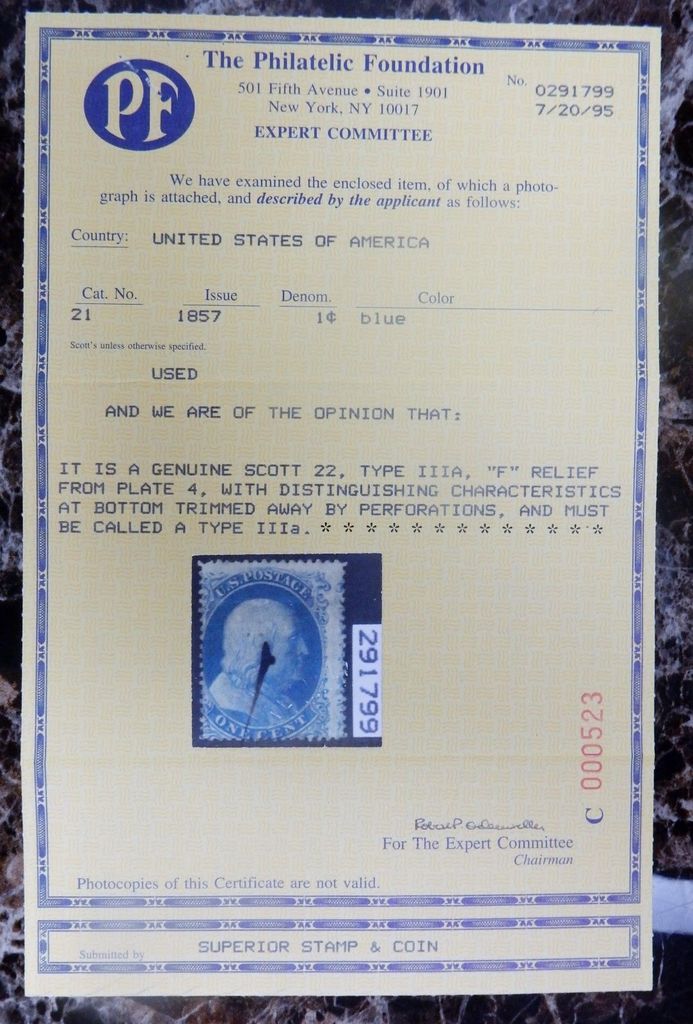 PF
The Philatelic Foundation
501 Fifth Avenue • Suite 1901
New York, NY 10017
EXPERT COMMITTEE
No. 0291799
7/20/95
We have examined the enclosed item, of which a photo-
graph is attached, and described by the applicant as follows:
Country: UNITED STATES OF AMERICA
Cat. No. Issue Denom. Color
21 1857 1¢ blue
Scott's unless otherwise specified.
USED
AND WE ARE OF THE OPINION THAT:
IT IS A GENUINE SCOTT 22, TYPE IIIA, "F" RELIEF
FROM PLATE 4, WITH DISTINGUISHING CHARACTERISTICS
AT BOTTOM TRIMMED AWAY BY PERFORATIONS, AND MUST
BE CALLED A TYPE IIIa. * * * * * * * * * * * * *
U.S. POSTAGE
ONE CENT
291799
C 000523
For The Expert Committee
Chairman
Photocopies of this Certificate are not valid.
Submitted by SUPERIOR STAMP & COIN